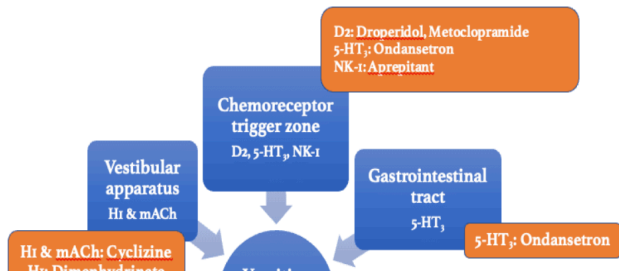 D2: Droperidol, Metoclopramide
5-HT₃: Ondansetron
NK-1: Aprepitant
Chemoreceptor
trigger zone
D2, 5-HT₃, NK-1
Vestibular
apparatus
H1 & mACh
Gastrointestinal
tract
5-HT₃
5-HT₃: Ondansetron
H1 & mACh: Cyclizine